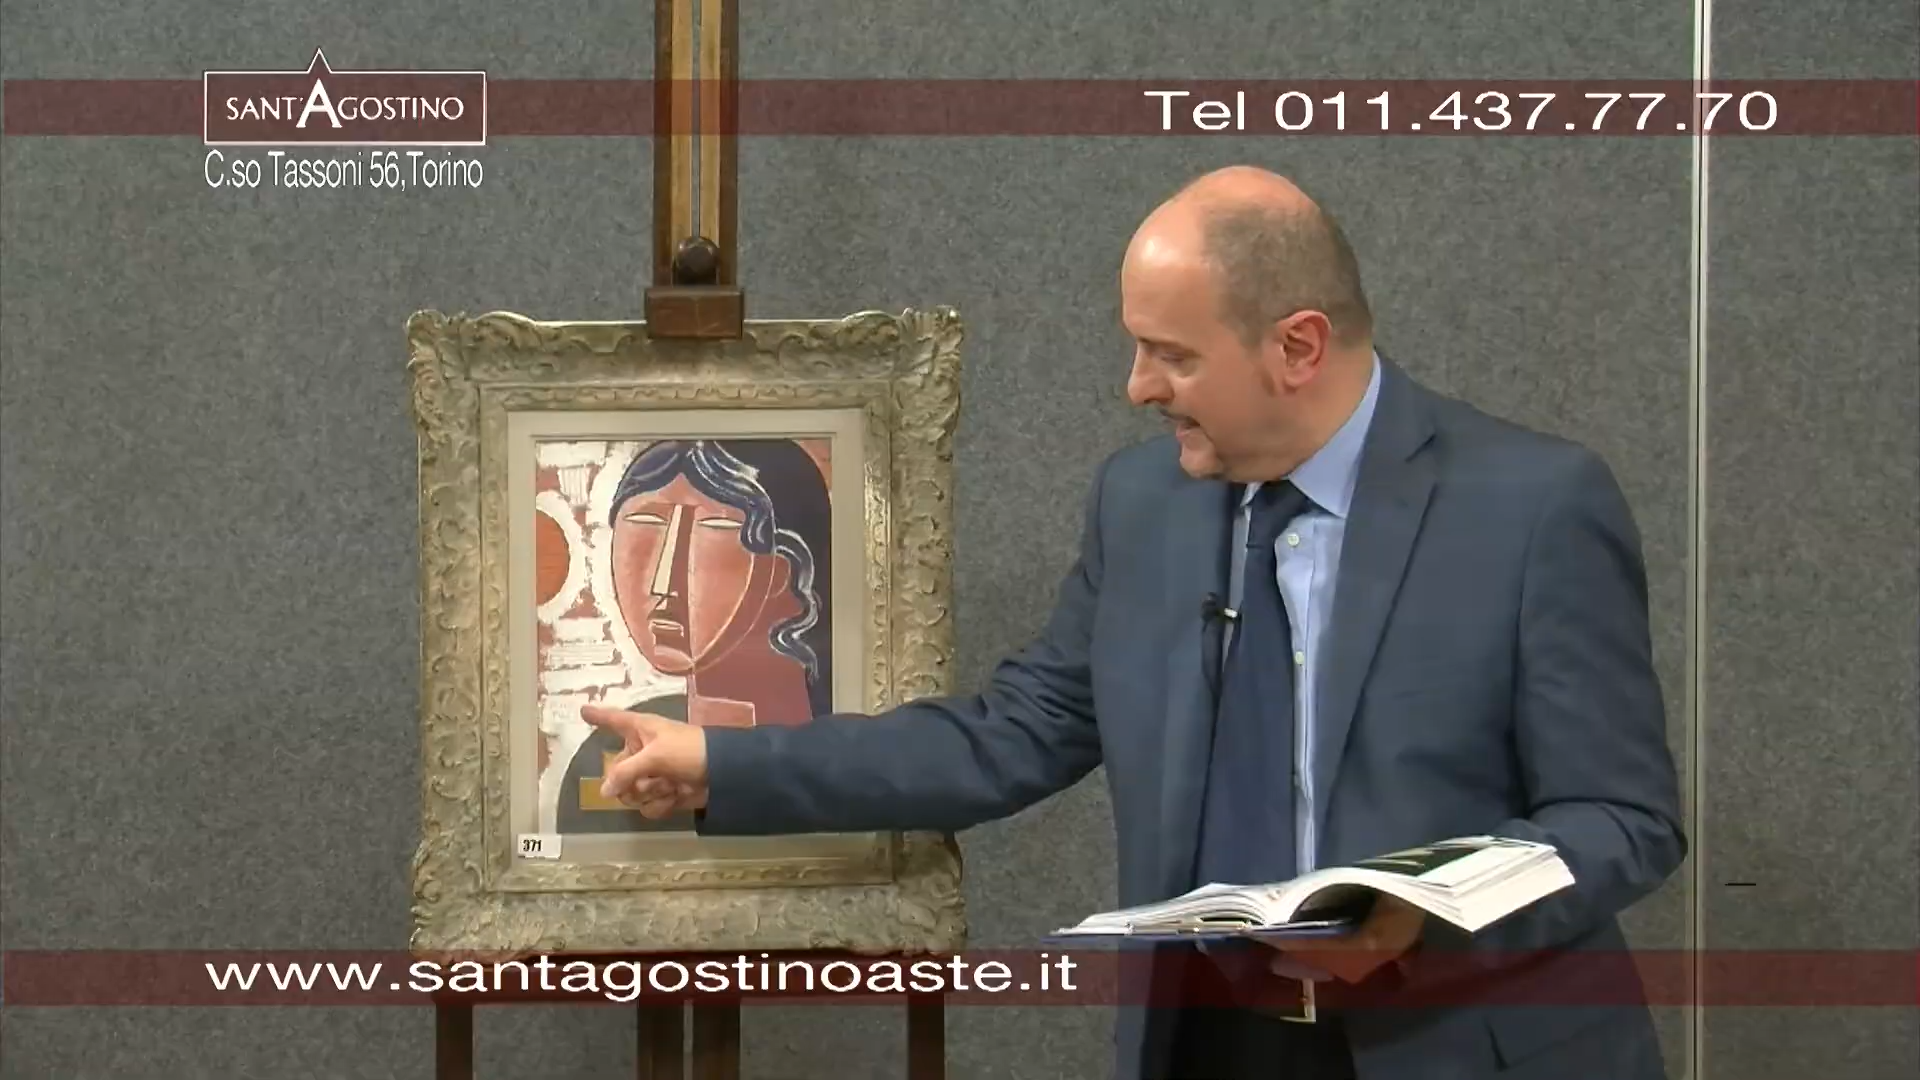 SANT'AGOSTINO
C.so Tassoni 56,Torino
Tel 011.437.77.70
371
www.santagostinoaste.it